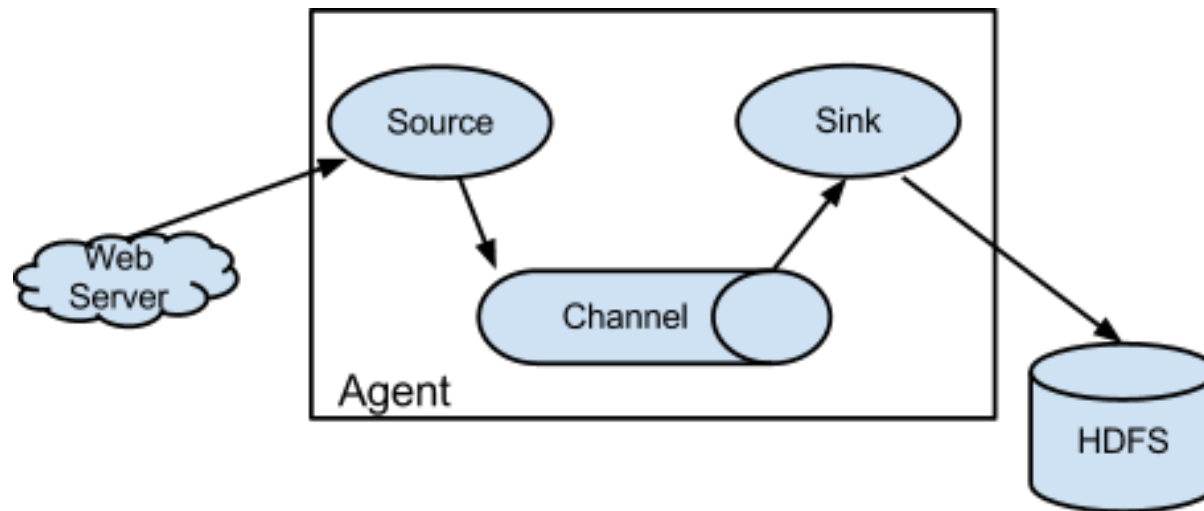 Source
Sink
Web
Server
Channel
Agent
HDFS